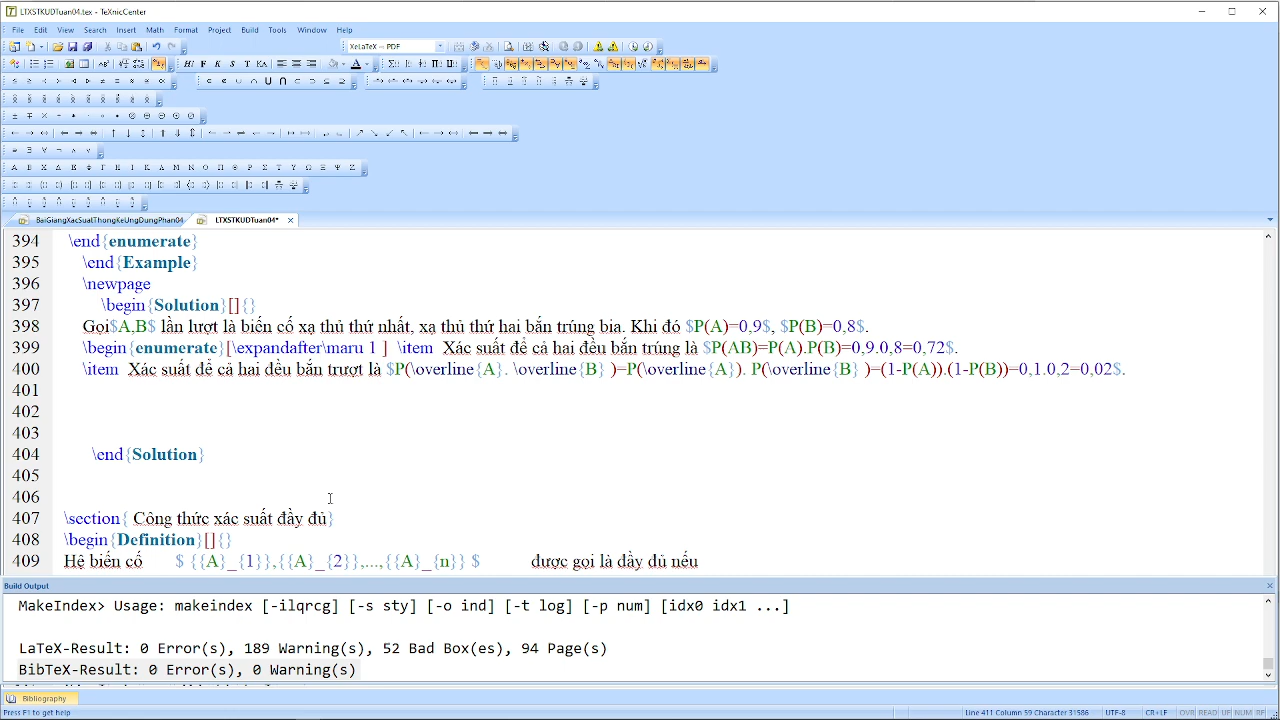 LTXSTKUDTuan04.tex - TeXnicCenter
File Edit View Search Insert Math Format Project Build Tools Window Help
XeLaTeX -- PDF
BaiGiangXacSuatThongKeUngDungPhan04 LTXSTKUDTuan04*
394 \end{enumerate}
395 \end{Example}
396 \newpage
397 \begin{Solution}[]{}
398 Gọi$A,B$ lần lượt là biến cố xạ thủ thứ nhất, xạ thủ thứ hai bắn trúng bia. Khi đó $P(A)=0,9$, $P(B)=0,8$.
399 \begin{enumerate}[\expandafter\maru 1 ] \item Xác suất để cả hai đều bắn trúng là $P(AB)=P(A).P(B)=0,9.0,8=0,72$.
400 \item Xác suất để cả hai đều bắn trượt là $P(\overline{A}. \overline{B} )=P(\overline{A}). P(\overline{B} )=(1-P(A)).(1-P(B))=0,1.0,2=0,02$.
401
402
403
404 \end{Solution}
405
406
407 \section{ Công thức xác suất đầy đủ}
408 \begin{Definition}[]{}
409 Hệ biến cố $ {{A}_{1}},{{A}_{2}},...,{{A}_{n}} $ được gọi là đầy đủ nếu
Build Output
MakeIndex> Usage: makeindex [-ilqrcg] [-s sty] [-o ind] [-t log] [-p num] [idx0 idx1 ...]
LaTeX-Result: 0 Error(s), 189 Warning(s), 52 Bad Box(es), 94 Page(s)
BibTeX-Result: 0 Error(s), 0 Warning(s)
Bibliography
Press F1 to get help Line 411 Column 59 Character 31586 UTF-8 CR+LF OVR READ UF NUM RF